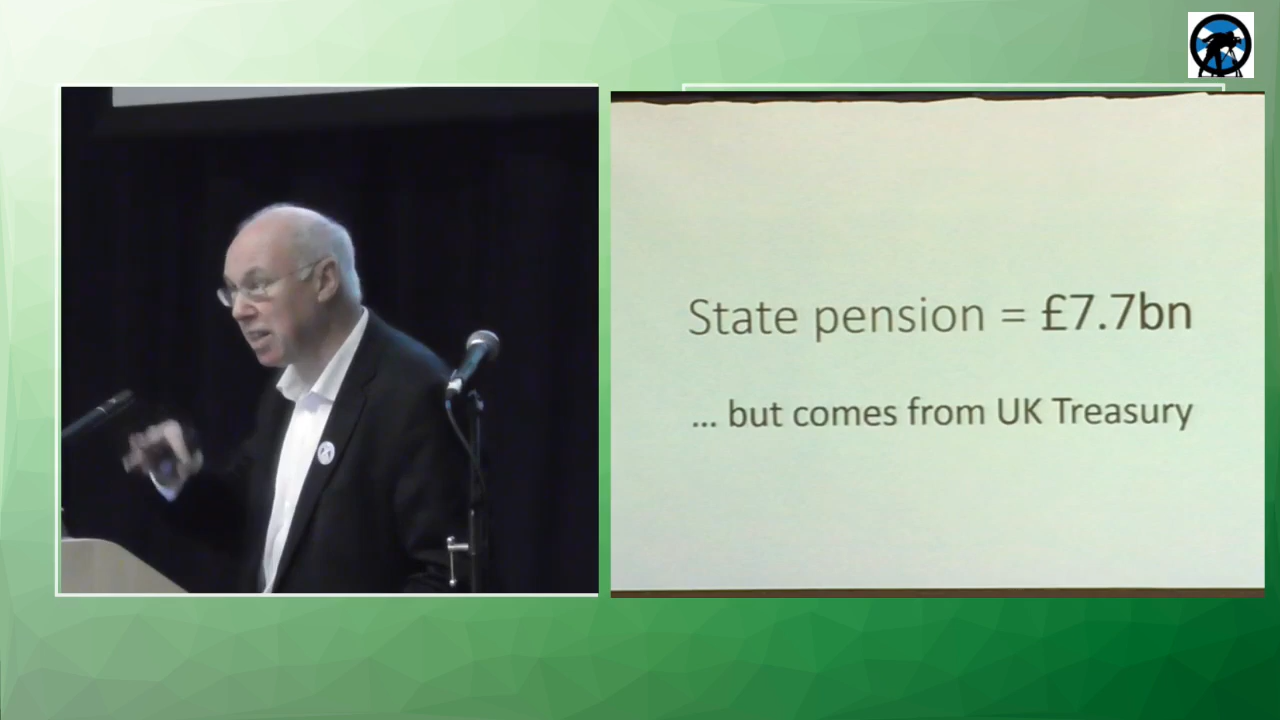 State pension = £7.7bn
... but comes from UK Treasury